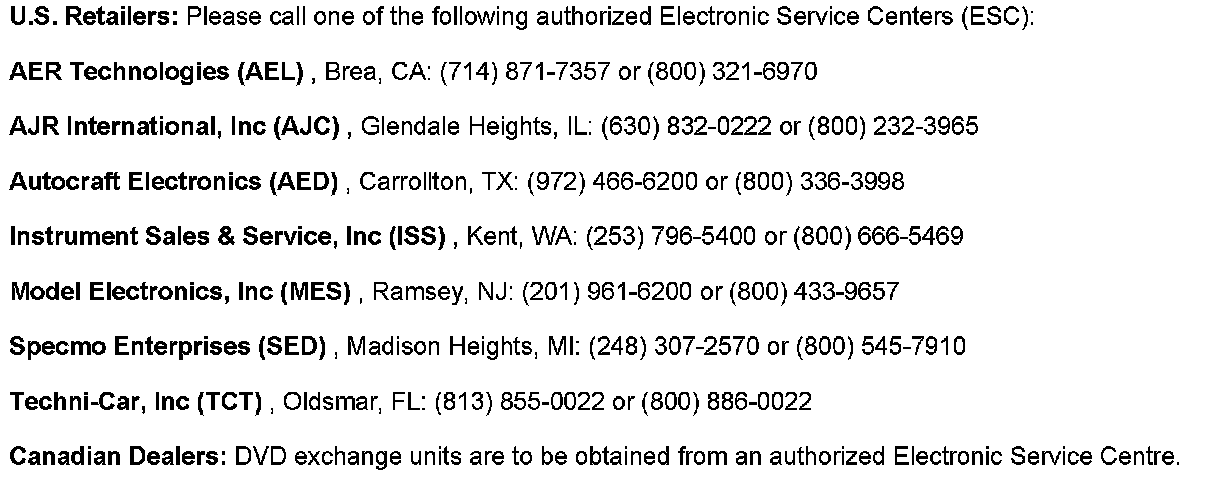 U.S. Retailers: Please call one of the following authorized Electronic Service Centers (ESC):
AER Technologies (AEL) , Brea, CA: (714) 871-7357 or (800) 321-6970
AJR International, Inc (AJC) , Glendale Heights, IL: (630) 832-0222 or (800) 232-3965
Autocraft Electronics (AED) , Carrollton, TX: (972) 466-6200 or (800) 336-3998
Instrument Sales & Service, Inc (ISS) , Kent, WA: (253) 796-5400 or (800) 666-5469
Model Electronics, Inc (MES) , Ramsey, NJ: (201) 961-6200 or (800) 433-9657
Specmo Enterprises (SED) , Madison Heights, MI: (248) 307-2570 or (800) 545-7910
Techni-Car, Inc (TCT) , Oldsmar, FL: (813) 855-0022 or (800) 886-0022
Canadian Dealers: DVD exchange units are to be obtained from an authorized Electronic Service Centre.